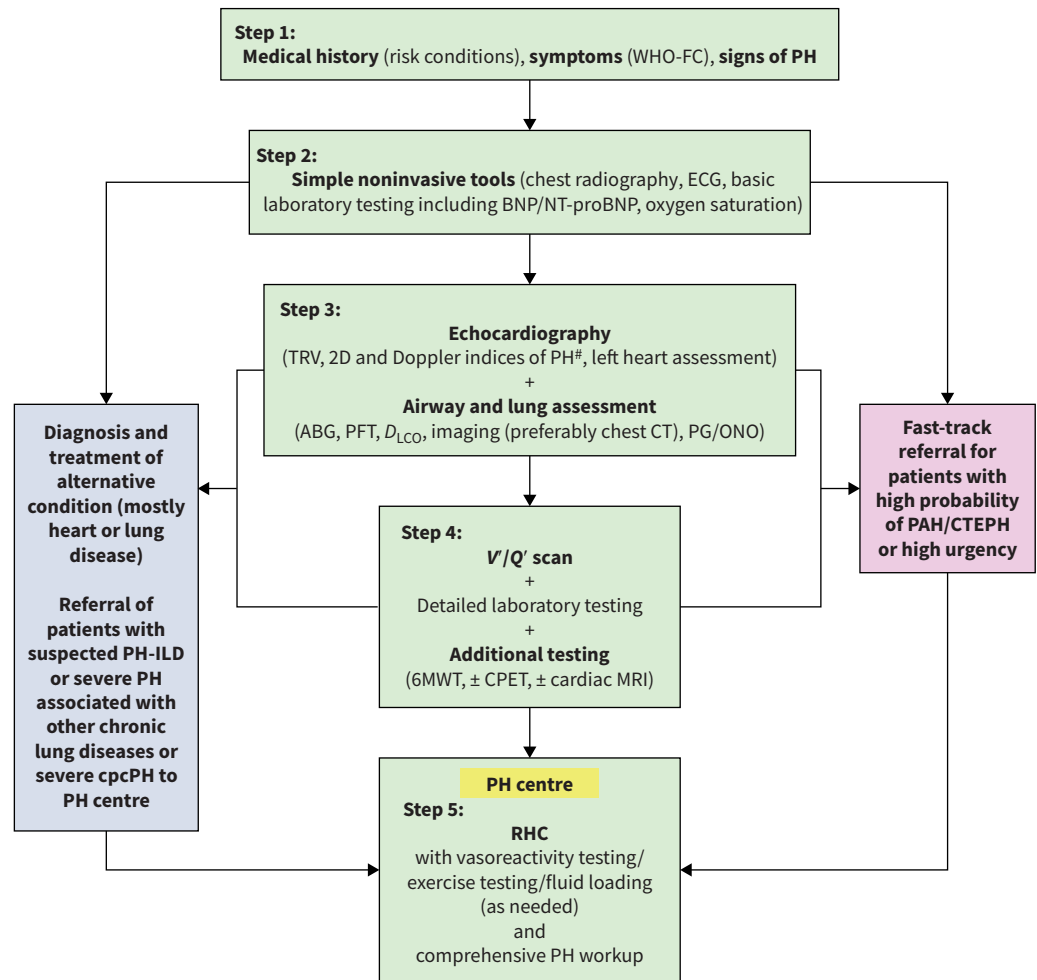 Step 1:
Medical history (risk conditions), symptoms (WHO-FC), signs of PH
Step 2:
Simple noninvasive tools (chest radiography, ECG, basic
laboratory testing including BNP/NT-proBNP, oxygen saturation)
Step 3:
Echocardiography
(TRV, 2D and Doppler indices of PH#, left heart assessment)
+
Airway and lung assessment
(ABG, PFT, DLCO, imaging (preferably chest CT), PG/ONO)
Diagnosis and
treatment of
alternative
condition (mostly
heart or lung
disease)
Referral of
patients with
suspected PH-ILD
or severe PH
associated with
other chronic
lung diseases or
severe cpcPH to
PH centre
Fast-track
referral for
patients with
high probability
of PAH/CTEPH
or high urgency
Step 4:
V′/Q′ scan
+
Detailed laboratory testing
+
Additional testing
(6MWT, ± CPET, ± cardiac MRI)
PH centre
Step 5:
RHC
with vasoreactivity testing/
exercise testing/fluid loading
(as needed)
and
comprehensive PH workup